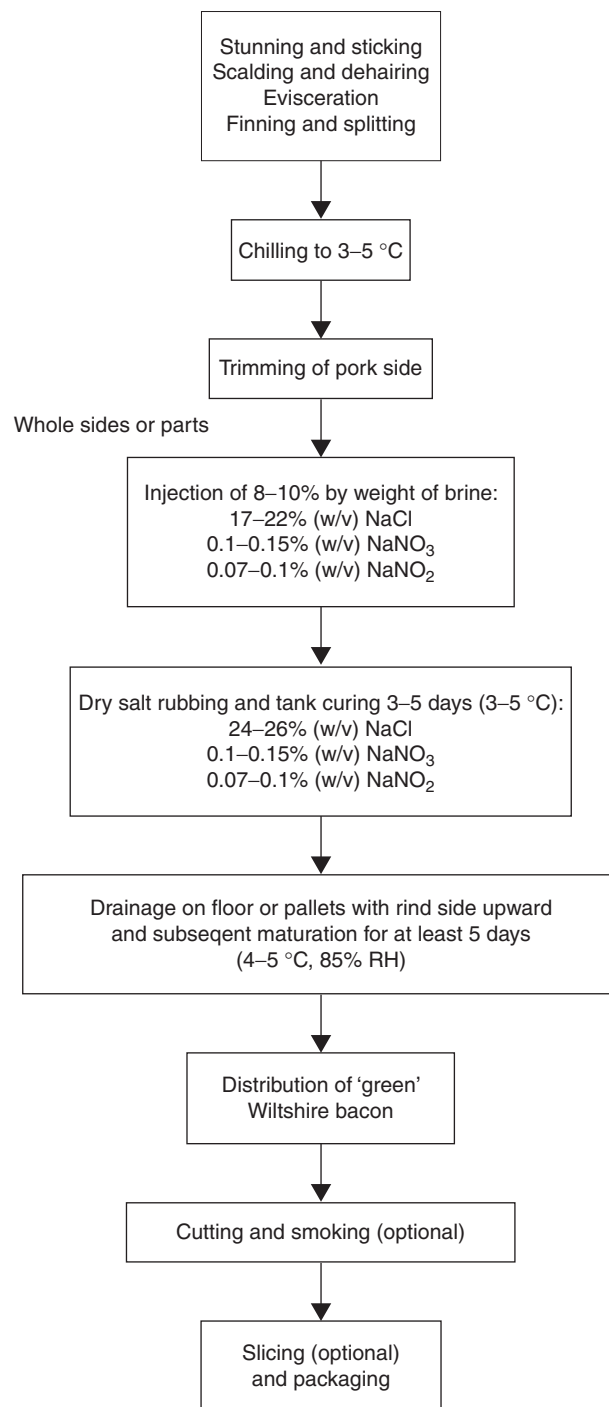 Stunning and sticking
Scalding and dehairing
Evisceration
Finning and splitting
Chilling to 3–5 °C
Trimming of pork side
Whole sides or parts
Injection of 8–10% by weight of brine:
17–22% (w/v) NaCl
0.1–0.15% (w/v) NaNO₃
0.07–0.1% (w/v) NaNO₂
Dry salt rubbing and tank curing 3–5 days (3–5 °C):
24–26% (w/v) NaCl
0.1–0.15% (w/v) NaNO₃
0.07–0.1% (w/v) NaNO₂
Drainage on floor or pallets with rind side upward
and subseqent maturation for at least 5 days
(4–5 °C, 85% RH)
Distribution of ‘green’
Wiltshire bacon
Cutting and smoking (optional)
Slicing (optional)
and packaging